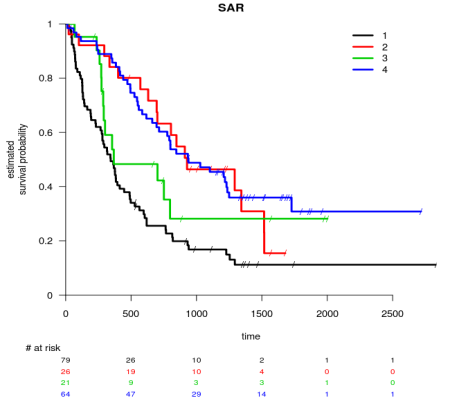 SAR
1
2
3
4
1
0.8
0.6
0.4
0.2
0
estimated
survival probability
0 500 1000 1500 2000 2500
time
# at risk
79 26 10 2 1 1
26 19 10 4 0 0
21 9 3 3 1 0
64 47 29 14 1 1